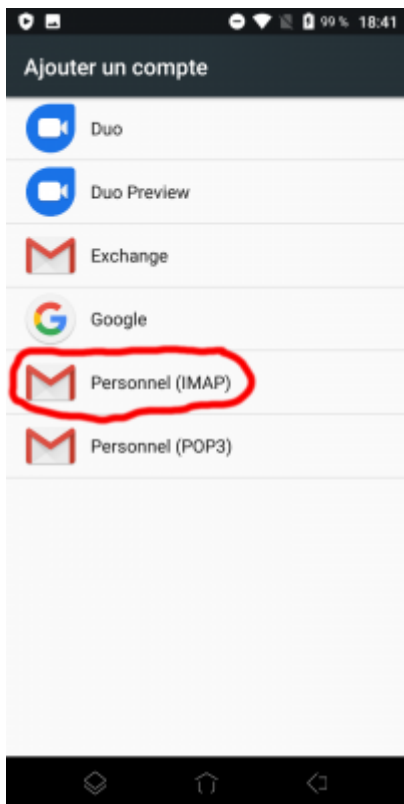 99 % 18:41
Ajouter un compte
Duo
Duo Preview
Exchange
Google
Personnel (IMAP)
Personnel (POP3)